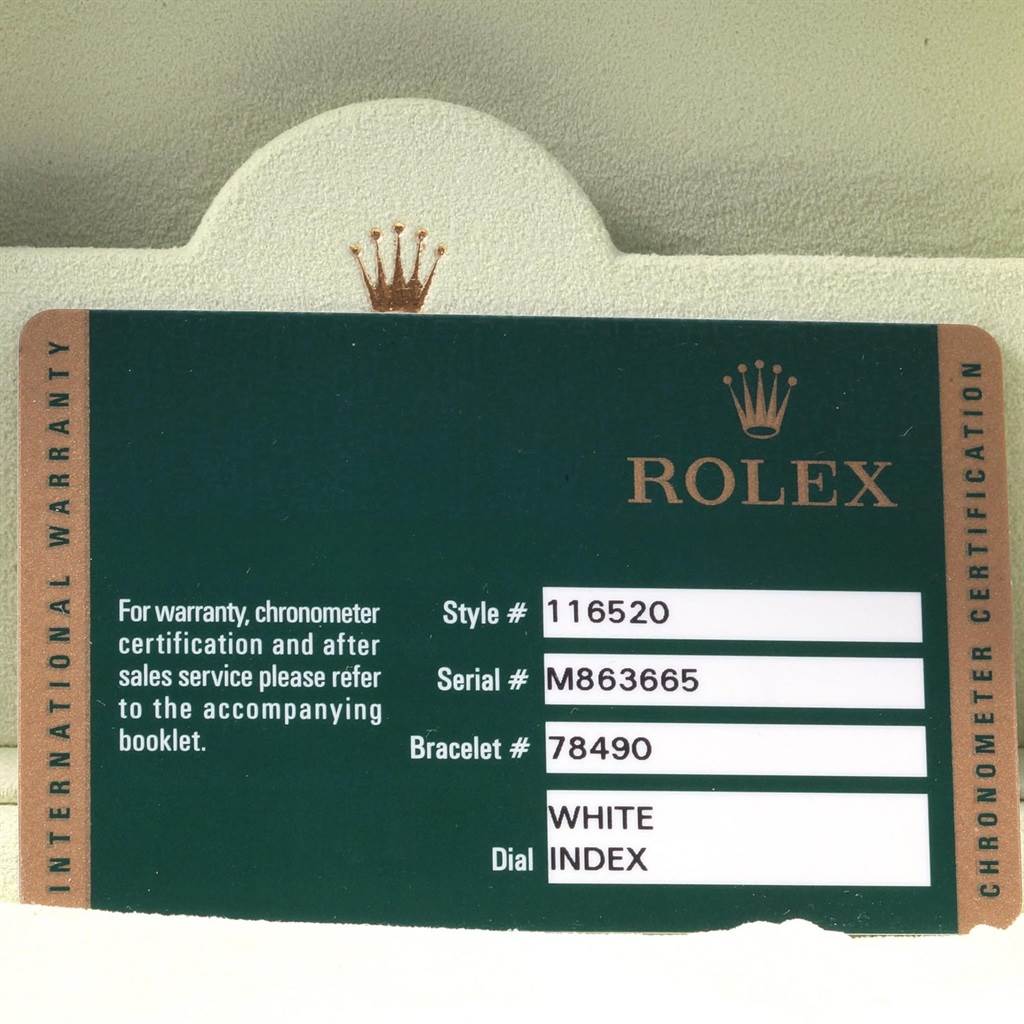 INTERNATIONAL WARRANTY
ROLEX
CHRONOMETER CERTIFICATION
For warranty, chronometer
certification and after
sales service please refer
to the accompanying
booklet.
Style # 116520
Serial # M863665
Bracelet # 78490
WHITE
Dial INDEX